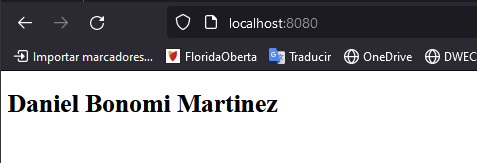 localhost:8080
Importar marcadores... FloridaOberta Traducir OneDrive DWEC
Daniel Bonomi Martinez